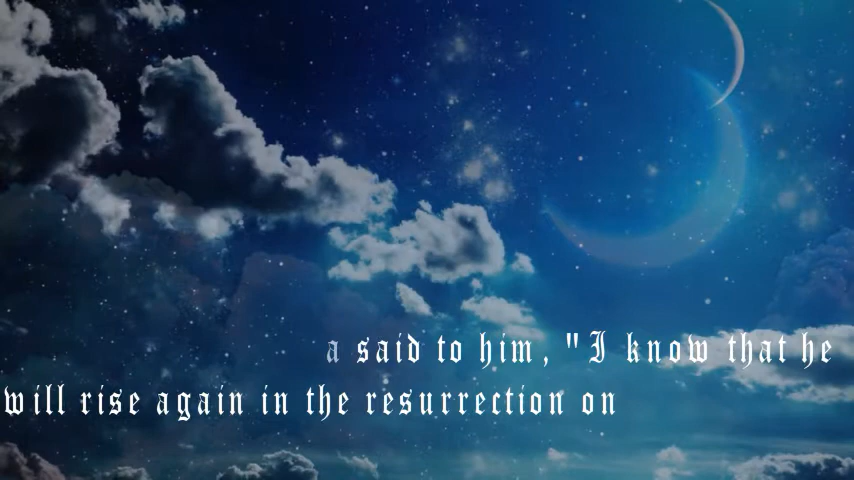 a said to him, "I know that he
will rise again in the resurrection on